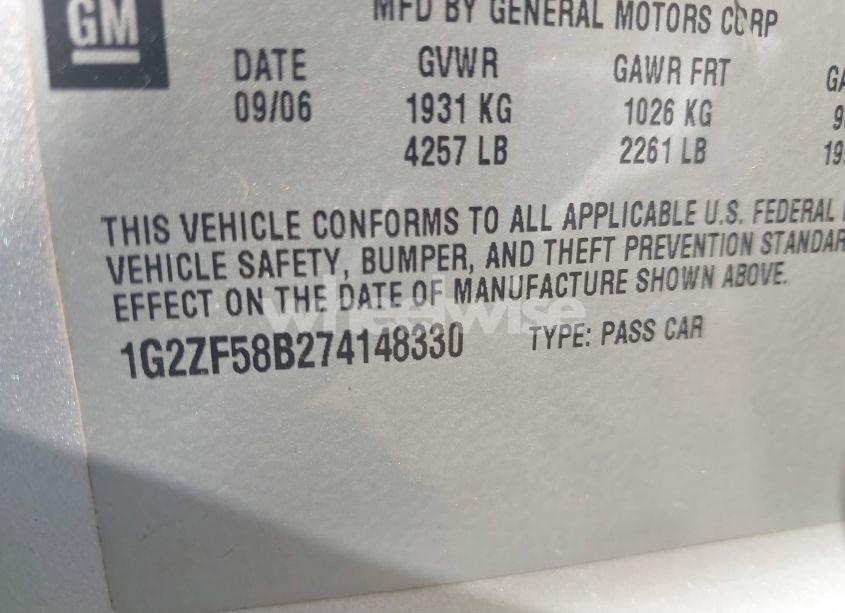 GM
MFD BY GENERAL MOTORS CORP
DATE GVWR GAWR FRT
09/06 1931 KG 1026 KG
4257 LB 2261 LB
THIS VEHICLE CONFORMS TO ALL APPLICABLE U.S. FEDERAL
VEHICLE SAFETY, BUMPER, AND THEFT PREVENTION STANDAR
EFFECT ON THE DATE OF MANUFACTURE SHOWN ABOVE.
wheelwise
1G2ZF58B274148330 TYPE: PASS CAR